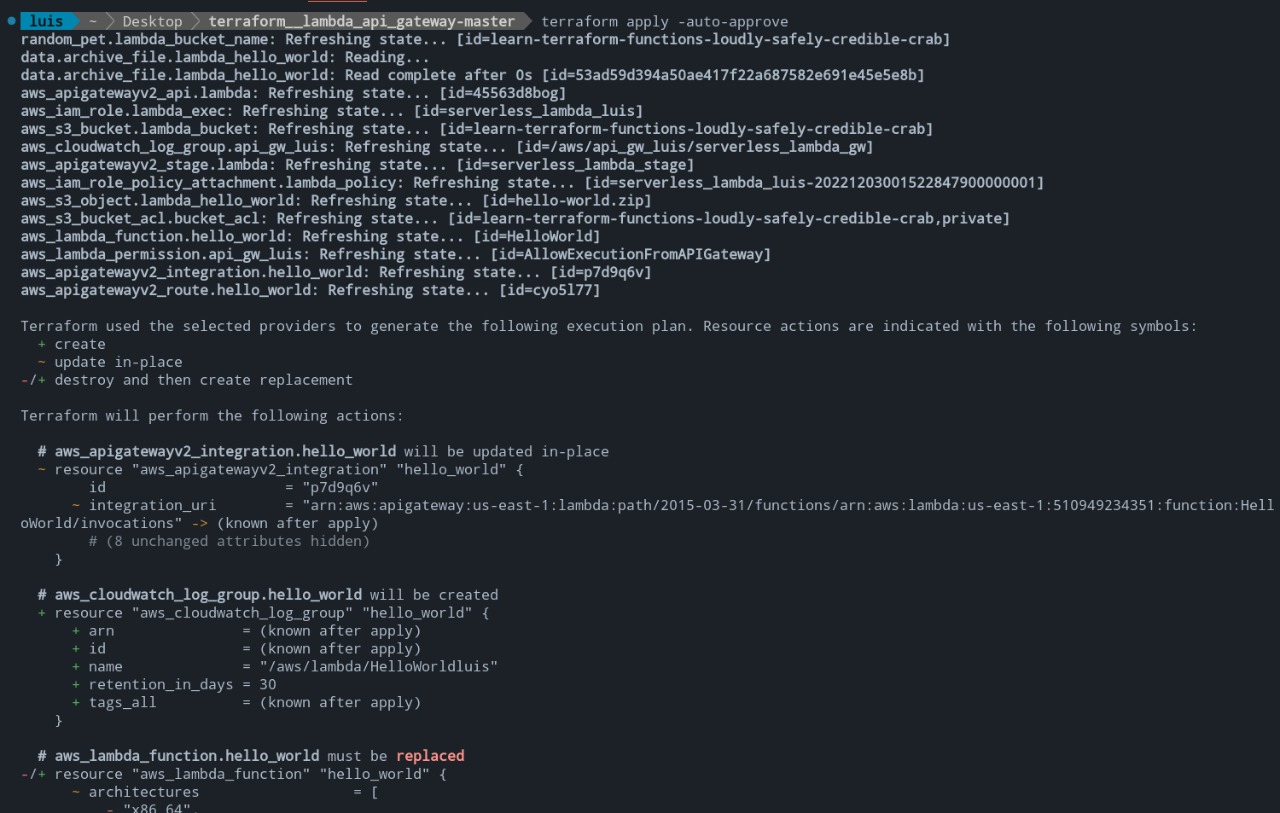 luis ~ Desktop terraform__lambda_api_gateway-master terraform apply -auto-approve
random_pet.lambda_bucket_name: Refreshing state... [id=learn-terraform-functions-loudly-safely-credible-crab]
data.archive_file.lambda_hello_world: Reading...
data.archive_file.lambda_hello_world: Read complete after 0s [id=53ad59d394a50ae417f22a687582e691e45e5e8b]
aws_apigatewayv2_api.lambda: Refreshing state... [id=45563d8bog]
aws_iam_role.lambda_exec: Refreshing state... [id=serverless_lambda_luis]
aws_s3_bucket.lambda_bucket: Refreshing state... [id=learn-terraform-functions-loudly-safely-credible-crab]
aws_cloudwatch_log_group.api_gw_luis: Refreshing state... [id=/aws/api_gw_luis/serverless_lambda_gw]
aws_apigatewayv2_stage.lambda: Refreshing state... [id=serverless_lambda_stage]
aws_iam_role_policy_attachment.lambda_policy: Refreshing state... [id=serverless_lambda_luis-20221203001522847900000001]
aws_s3_object.lambda_hello_world: Refreshing state... [id=hello-world.zip]
aws_s3_bucket_acl.bucket_acl: Refreshing state... [id=learn-terraform-functions-loudly-safely-credible-crab,private]
aws_lambda_function.hello_world: Refreshing state... [id=HelloWorld]
aws_lambda_permission.api_gw_luis: Refreshing state... [id=AllowExecutionFromAPIGateway]
aws_apigatewayv2_integration.hello_world: Refreshing state... [id=p7d9q6v]
aws_apigatewayv2_route.hello_world: Refreshing state... [id=cyo5l77]

Terraform used the selected providers to generate the following execution plan. Resource actions are indicated with the following symbols:
  + create
  ~ update in-place
-/+ destroy and then create replacement

Terraform will perform the following actions:

  # aws_apigatewayv2_integration.hello_world will be updated in-place
  ~ resource "aws_apigatewayv2_integration" "hello_world" {
        id                     = "p7d9q6v"
      ~ integration_uri        = "arn:aws:apigateway:us-east-1:lambda:path/2015-03-31/functions/arn:aws:lambda:us-east-1:510949234351:function:Hell
oWorld/invocations" -> (known after apply)
        # (8 unchanged attributes hidden)
    }

  # aws_cloudwatch_log_group.hello_world will be created
  + resource "aws_cloudwatch_log_group" "hello_world" {
      + arn               = (known after apply)
      + id                = (known after apply)
      + name              = "/aws/lambda/HelloWorldluis"
      + retention_in_days = 30
      + tags_all          = (known after apply)
    }

  # aws_lambda_function.hello_world must be replaced
-/+ resource "aws_lambda_function" "hello_world" {
      ~ architectures                  = [
          - "x86_64",